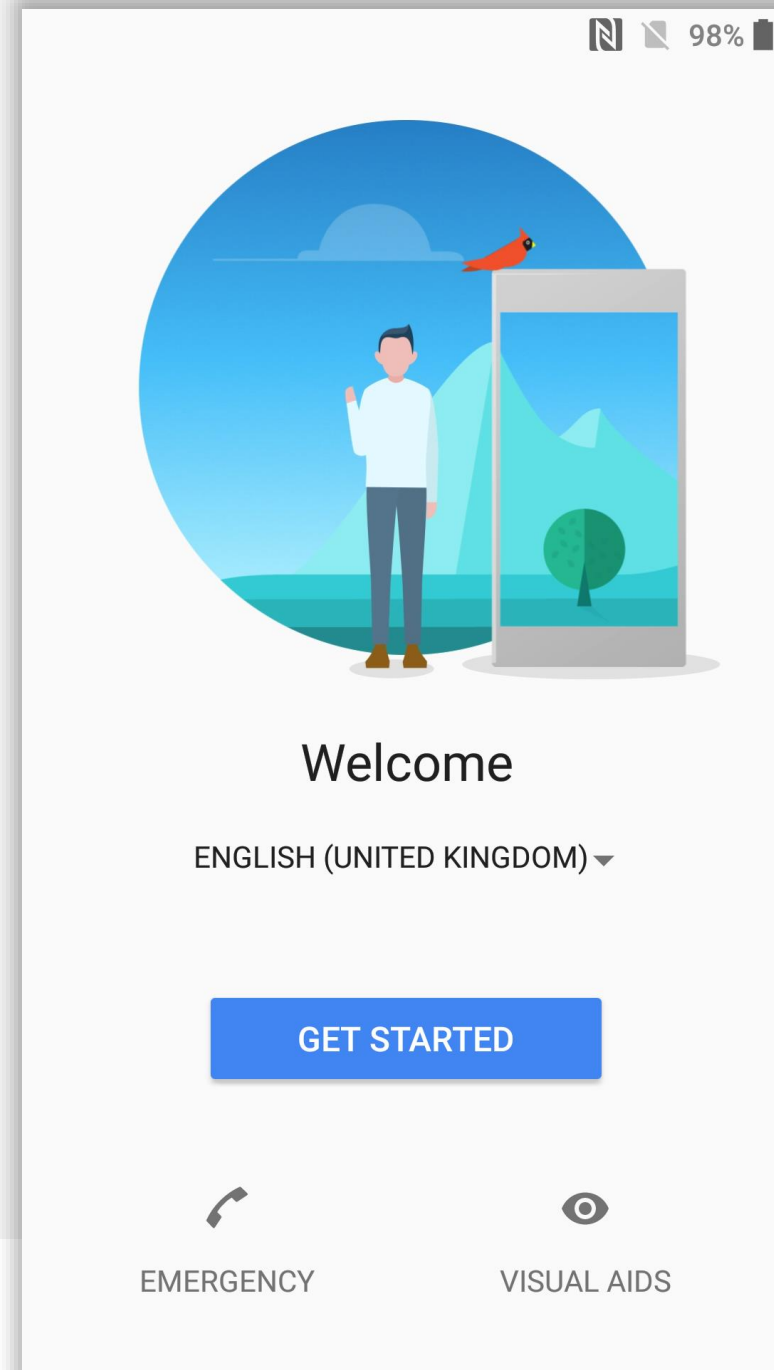 98%
Welcome
ENGLISH (UNITED KINGDOM)
GET STARTED
EMERGENCY
VISUAL AIDS